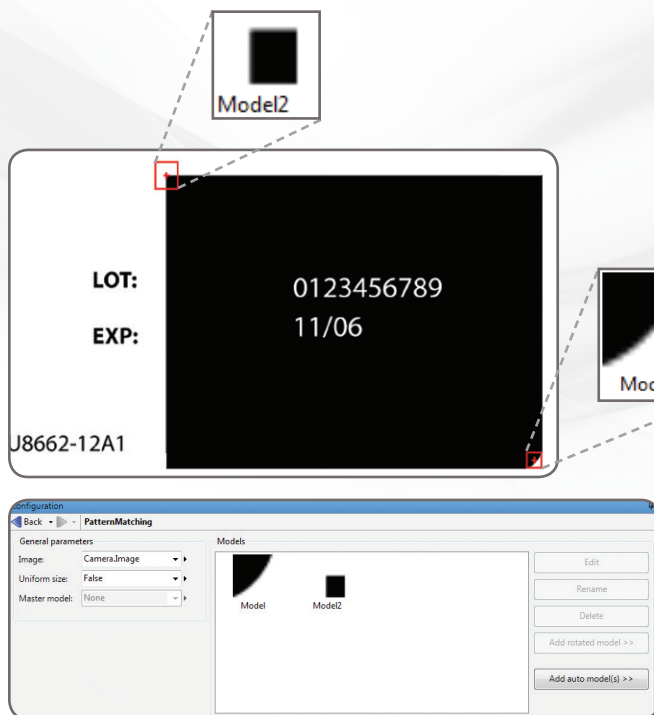 Model2
LOT: 0123456789
EXP: 11/06
J8662-12A1
Configuration
Back PatternMatching
General parameters
Models
Image: Camera.Image
Edit
Uniform size: False
Rename
Master model: None
Model
Model2
Delete
Add rotated model >>
Add auto model(s) >>